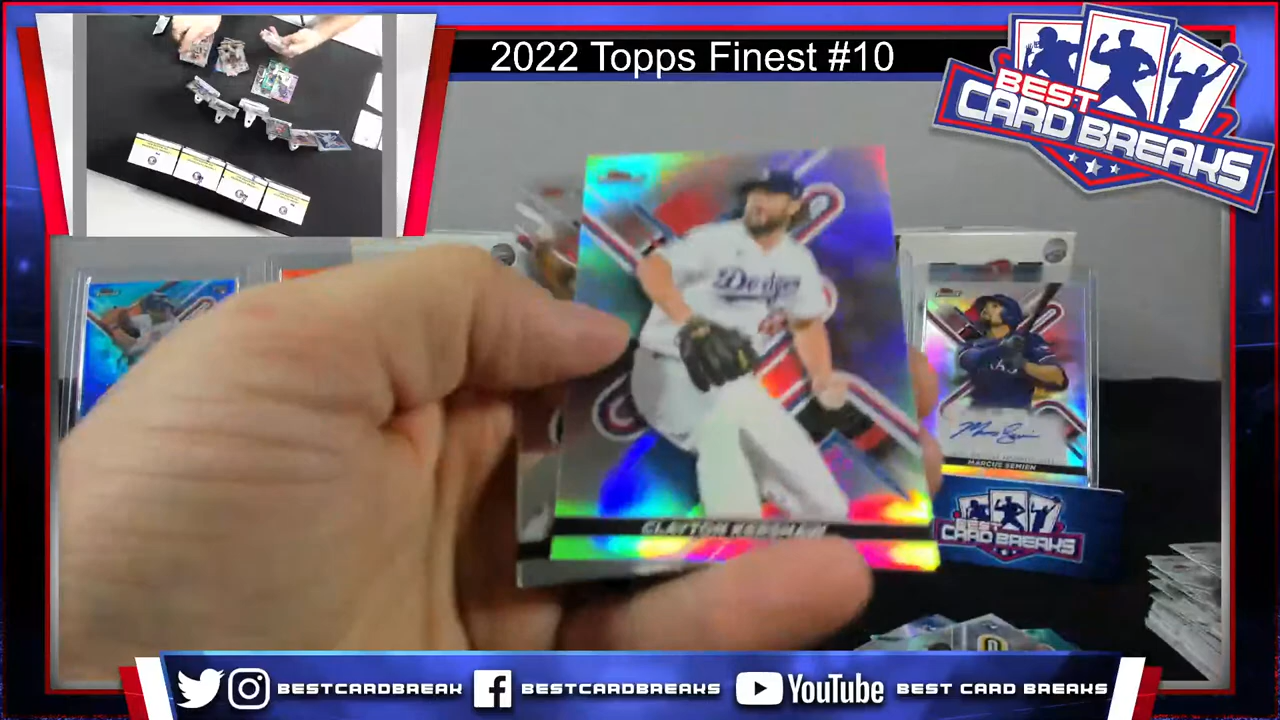 2022 Topps Finest #10
BEST
CARD BREAKS
Dodgers
CLAYTON KERSHAW
MARCUS SEMIEN
BEST
CARD BREAKS
BESTCARDBREAK
BESTCARDBREAKS
YouTube
BEST CARD BREAKS